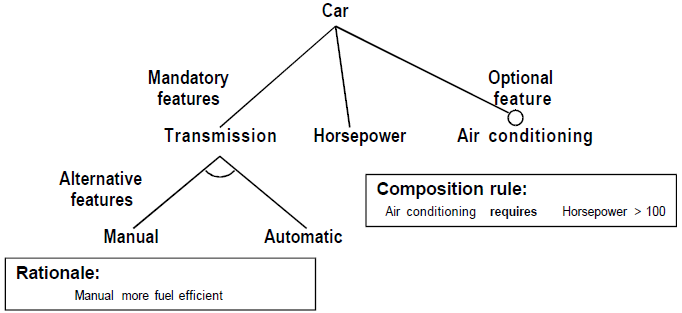 Car
Mandatory
features
Optional
feature
Transmission
Horsepower
Air conditioning
Alternative
features
Composition rule:
Air conditioning requires Horsepower > 100
Manual
Automatic
Rationale:
Manual more fuel efficient